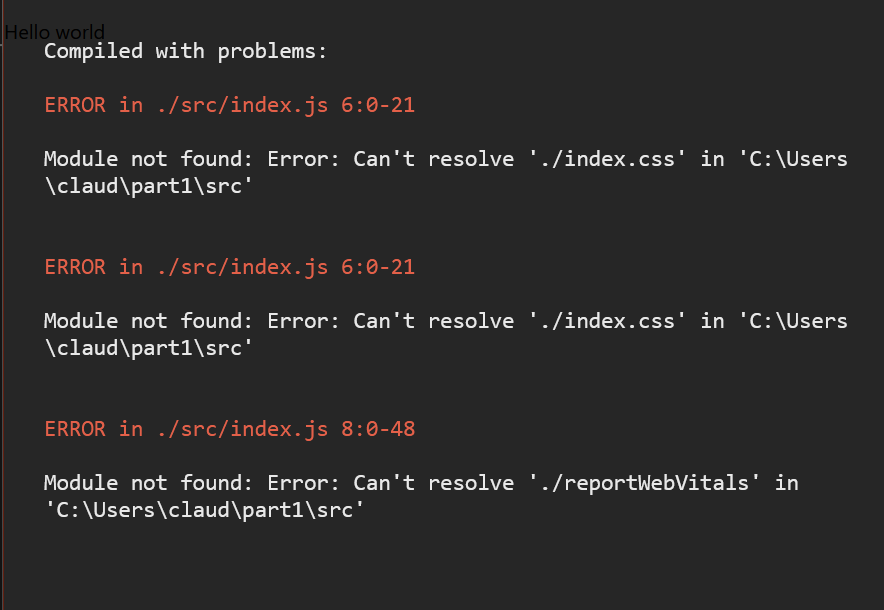 Hello world
Compiled with problems:
ERROR in ./src/index.js 6:0-21
Module not found: Error: Can't resolve './index.css' in 'C:\Users
\claud\part1\src'
ERROR in ./src/index.js 6:0-21
Module not found: Error: Can't resolve './index.css' in 'C:\Users
\claud\part1\src'
ERROR in ./src/index.js 8:0-48
Module not found: Error: Can't resolve './reportWebVitals' in
'C:\Users\claud\part1\src'